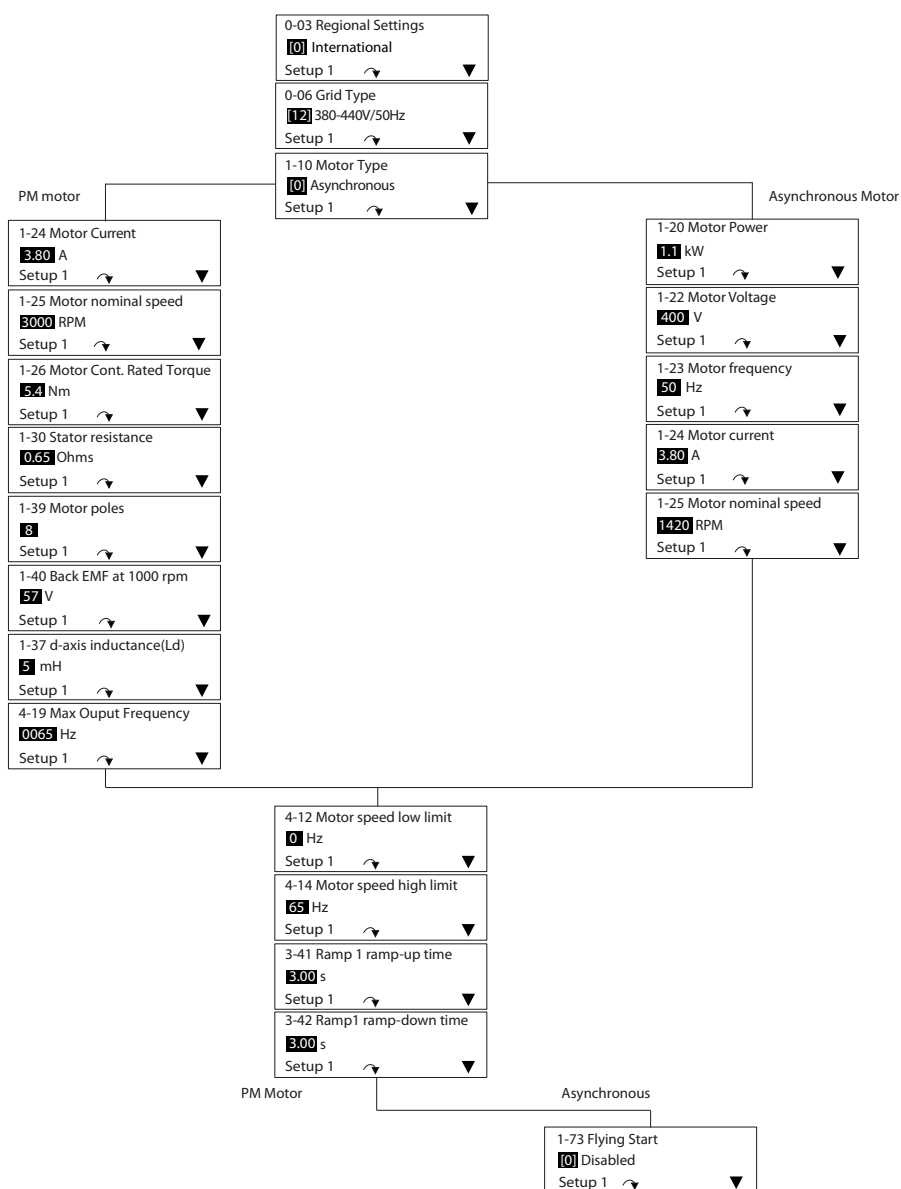 0-03 Regional Settings
[0] International
Setup 1
0-06 Grid Type
[12] 380-440V/50Hz
Setup 1
1-10 Motor Type
[0] Asynchronous
Setup 1
PM motor
Asynchronous Motor
1-24 Motor Current
3.80 A
Setup 1
1-25 Motor nominal speed
3000 RPM
Setup 1
1-26 Motor Cont. Rated Torque
5.4 Nm
Setup 1
1-30 Stator resistance
0.65 Ohms
Setup 1
1-39 Motor poles
8
Setup 1
1-40 Back EMF at 1000 rpm
57 V
Setup 1
1-37 d-axis inductance(Ld)
5 mH
Setup 1
4-19 Max Ouput Frequency
0065 Hz
Setup 1
1-20 Motor Power
1.1 kW
Setup 1
1-22 Motor Voltage
400 V
Setup 1
1-23 Motor frequency
50 Hz
Setup 1
1-24 Motor current
3.80 A
Setup 1
1-25 Motor nominal speed
1420 RPM
Setup 1
4-12 Motor speed low limit
0 Hz
Setup 1
4-14 Motor speed high limit
65 Hz
Setup 1
3-41 Ramp 1 ramp-up time
3.00 s
Setup 1
3-42 Ramp1 ramp-down time
3.00 s
Setup 1
PM Motor
Asynchronous
1-73 Flying Start
[0] Disabled
Setup 1